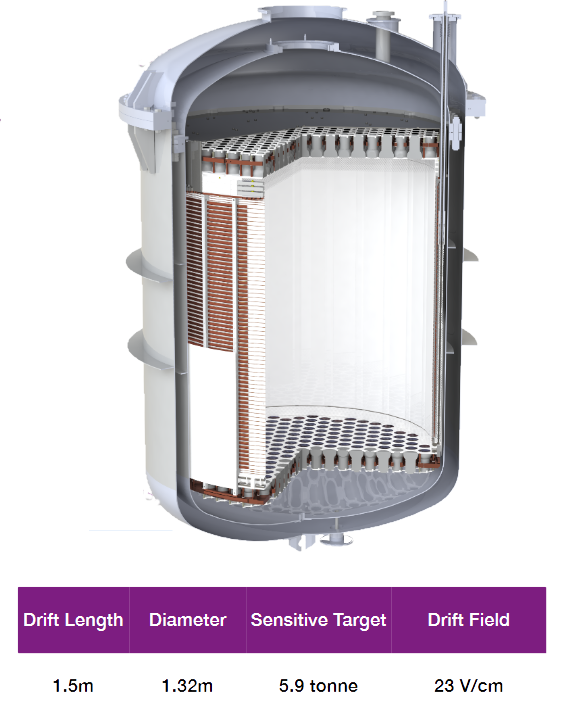 Drift Length Diameter Sensitive Target Drift Field
1.5m 1.32m 5.9 tonne 23 V/cm